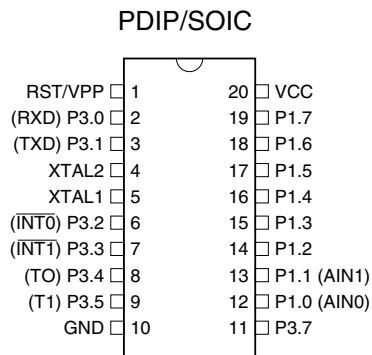 PDIP/SOIC
RST/VPP 1 20 VCC
(RXD) P3.0 2 19 P1.7
(TXD) P3.1 3 18 P1.6
XTAL2 4 17 P1.5
XTAL1 5 16 P1.4
(I̅N̅T̅0̅) P3.2 6 15 P1.3
(I̅N̅T̅1̅) P3.3 7 14 P1.2
(TO) P3.4 8 13 P1.1 (AIN1)
(T1) P3.5 9 12 P1.0 (AIN0)
GND 10 11 P3.7